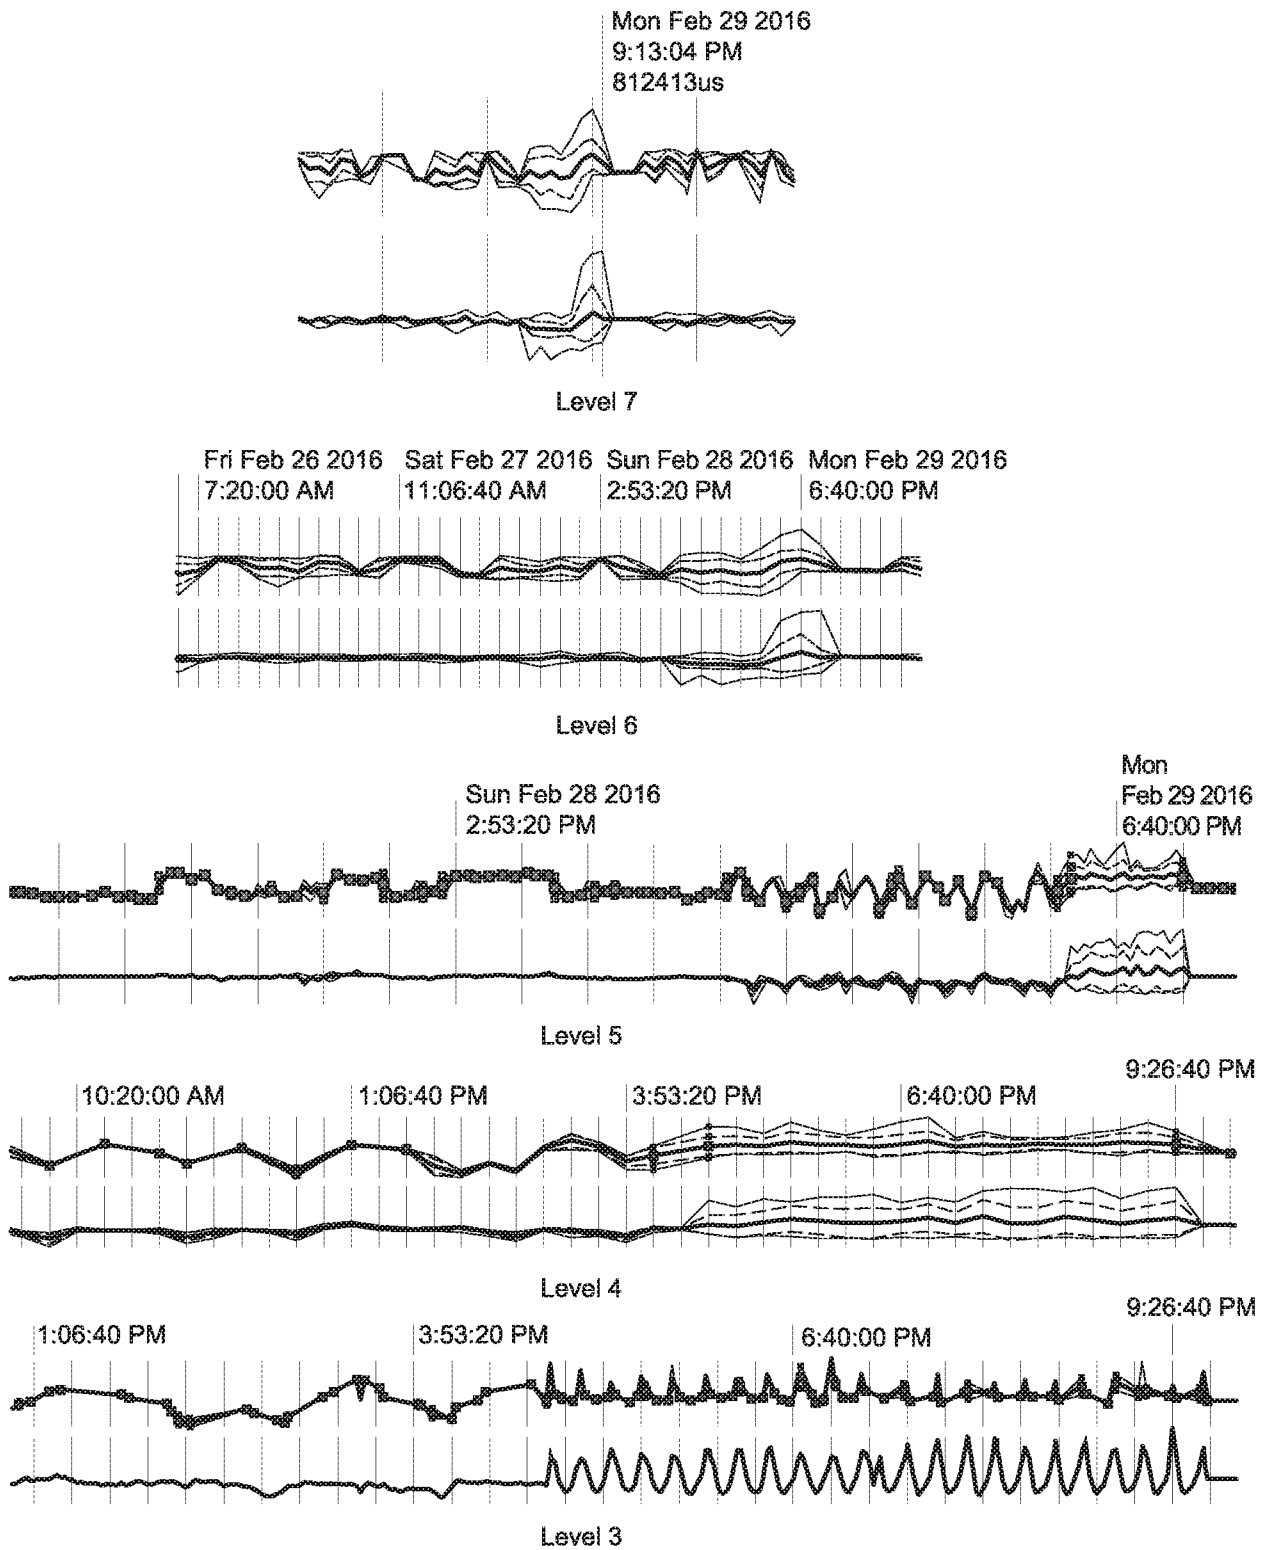 Mon Feb 29 2016
9:13:04 PM
812413us
Level 7
Fri Feb 26 2016 Sat Feb 27 2016 Sun Feb 28 2016 Mon Feb 29 2016
7:20:00 AM 11:06:40 AM 2:53:20 PM 6:40:00 PM
Level 6
Mon
Sun Feb 28 2016 Feb 29 2016
2:53:20 PM 6:40:00 PM
Level 5
9:26:40 PM
10:20:00 AM 1:06:40 PM 3:53:20 PM 6:40:00 PM
Level 4
9:26:40 PM
1:06:40 PM 3:53:20 PM 6:40:00 PM
Level 3